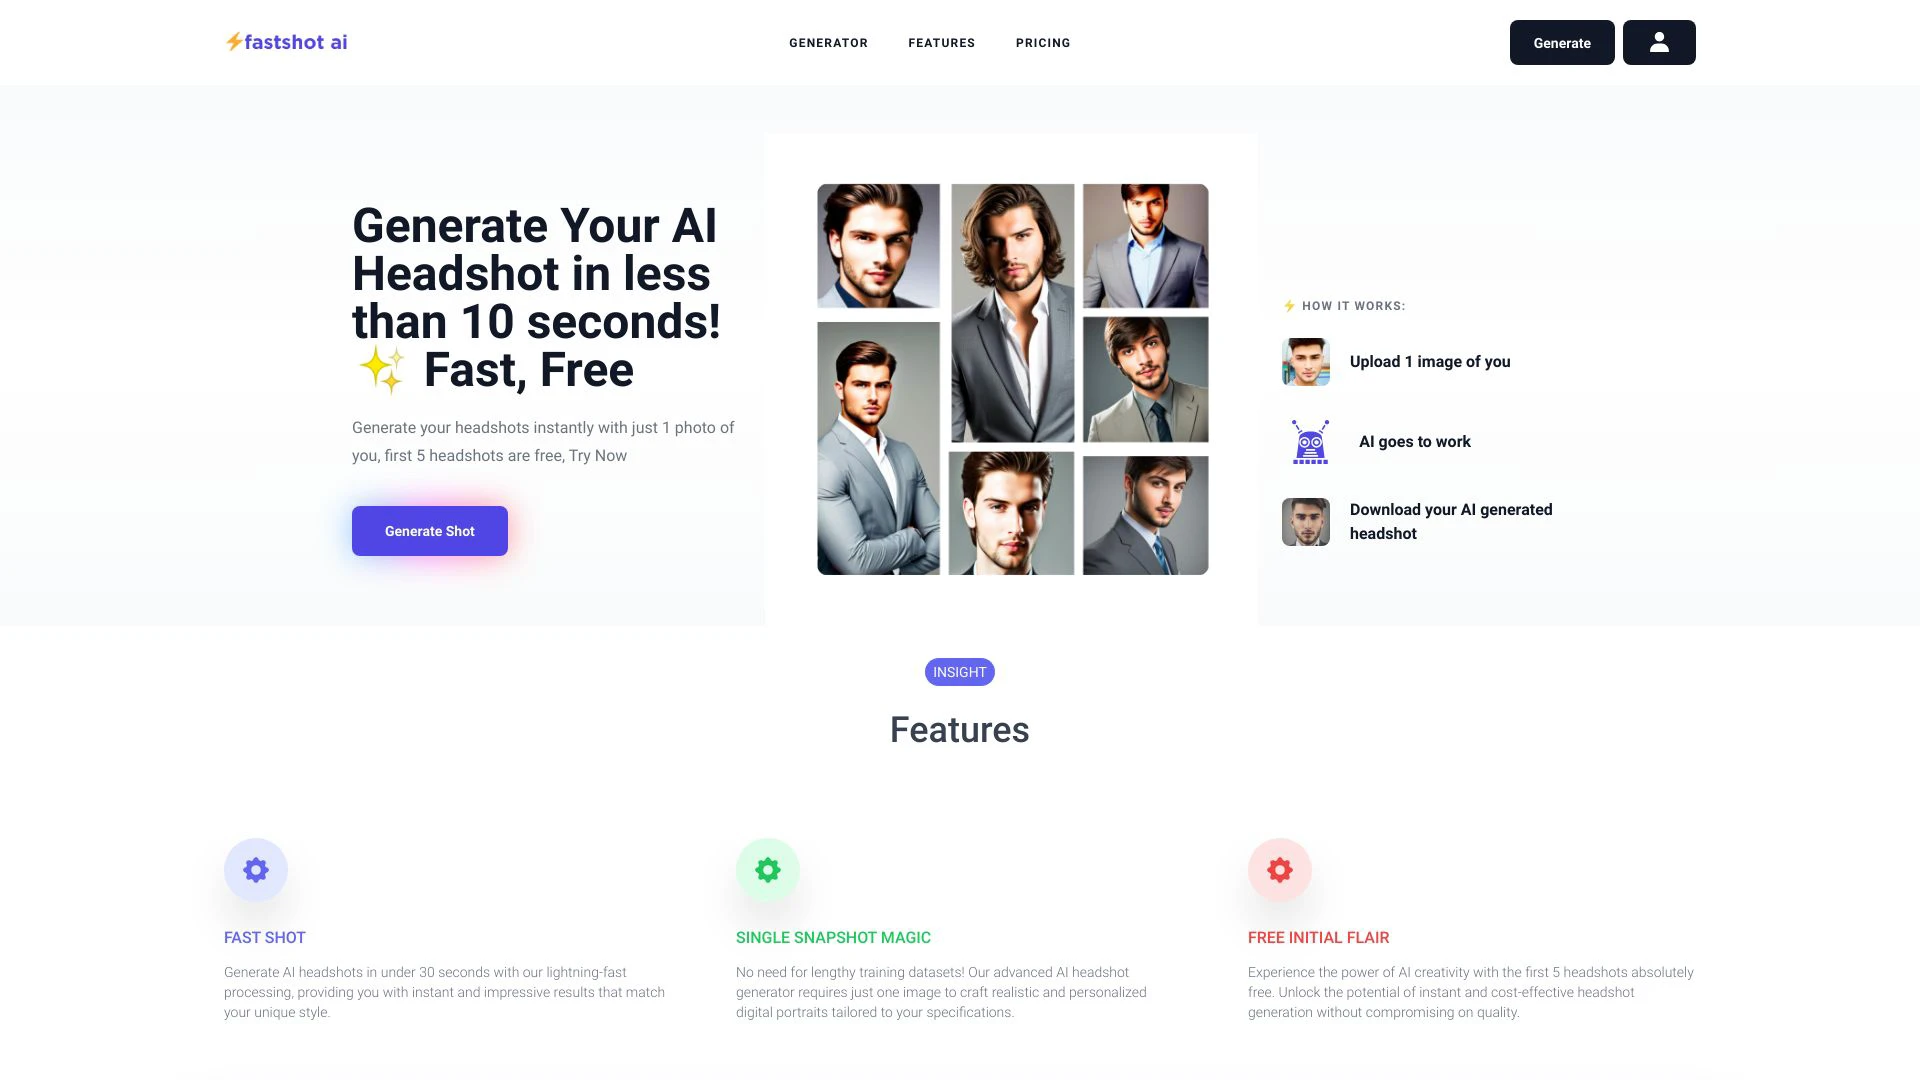 ⚡fastshot ai
GENERATOR
FEATURES
PRICING
Generate
Generate Your AI
Headshot in less
than 10 seconds!
✨ Fast, Free
Generate your headshots instantly with just 1 photo of
you, first 5 headshots are free, Try Now
Generate Shot
⚡ HOW IT WORKS:
Upload 1 image of you
AI goes to work
Download your AI generated
headshot
INSIGHT
Features
FAST SHOT
Generate AI headshots in under 30 seconds with our lightning-fast
processing, providing you with instant and impressive results that match
your unique style.
SINGLE SNAPSHOT MAGIC
No need for lengthy training datasets! Our advanced AI headshot
generator requires just one image to craft realistic and personalized
digital portraits tailored to your specifications.
FREE INITIAL FLAIR
Experience the power of AI creativity with the first 5 headshots absolutely
free. Unlock the potential of instant and cost-effective headshot
generation without compromising on quality.